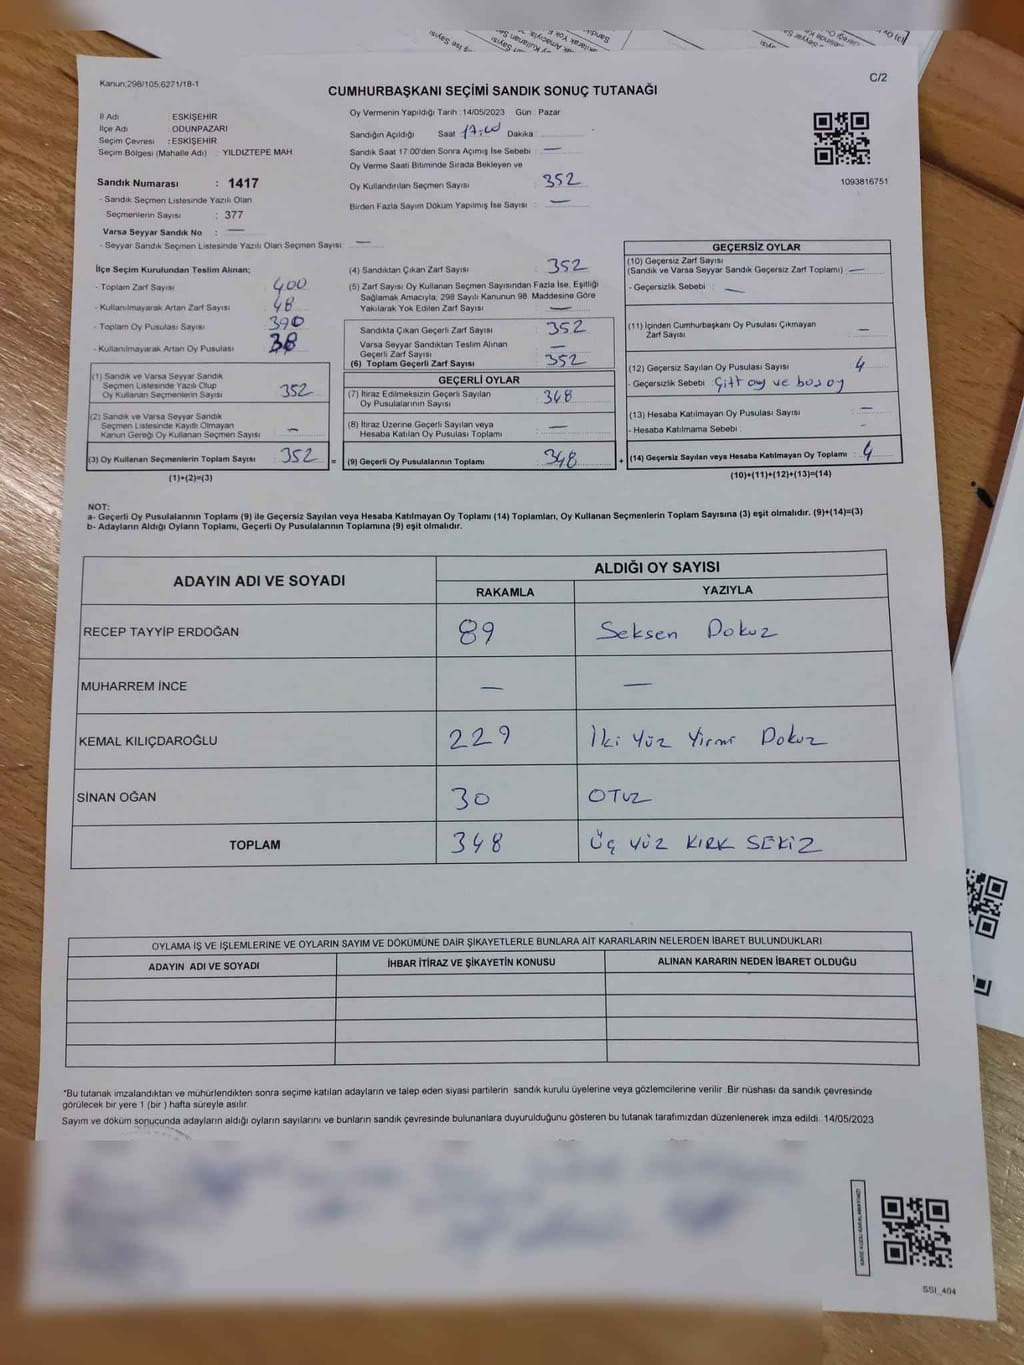 Kanun;298/105,6271/18-1
C/2
CUMHURBAŞKANI SEÇİMİ SANDIK SONUÇ TUTANAĞI
İl Adı : ESKİŞEHİR
İlçe Adı : ODUNPAZARI
Seçim Çevresi : ESKİŞEHİR
Seçim Bölgesi (Mahalle Adı) : YILDIZTEPE MAH
Sandık Numarası : 1417
- Sandık Seçmen Listesinde Yazılı Olan
Seçmenlerin Sayısı : 377
Varsa Seyyar Sandık No : —
- Seyyar Sandık Seçmen Listesinde Yazılı Olan Seçmen Sayısı: —
Oy Vermenin Yapıldığı Tarih :14/05/2023 Gün : Pazar
Sandığın Açıldığı Saat 17:00 Dakika
Sandık Saat 17:00'den Sonra Açımış İse Sebebi : —
Oy Verme Saati Bitiminde Sırada Bekleyen ve
Oy Kullandırılan Seçmen Sayısı : 352
Birden Fazla Sayım Döküm Yapılmış İse Sayısı : —
1093816751
İlçe Seçim Kurulundan Teslim Alınan;
- Toplam Zarf Sayısı : 400
- Kullanılmayarak Artan Zarf Sayısı : 48
- Toplam Oy Pusulası Sayısı : 390
- Kullanılmayarak Artan Oy Pusulası : 38
(1) Sandık ve Varsa Seyyar Sandık
Seçmen Listesinde Yazılı Olup
Oy Kullanan Seçmenlerin Sayısı : 352
(2) Sandık ve Varsa Seyyar Sandık
Seçmen Listesinde Kayıtlı Olmayan
Kanun Gereği Oy Kullanan Seçmen Sayısı : —
(3) Oy Kullanan Seçmenlerin Toplam Sayısı : 352
(1)+(2)=(3)
(4) Sandıktan Çıkan Zarf Sayısı : 352
(5) Zarf Sayısı Oy Kullanan Seçmen Sayısından Fazla İse, Eşitliği
Sağlamak Amacıyla; 298 Sayılı Kanunun 98. Maddesine Göre
Yakılarak Yok Edilen Zarf Sayısı : —
Sandıkta Çıkan Geçerli Zarf Sayısı : 352
Varsa Seyyar Sandıktan Teslim Alınan
Geçerli Zarf Sayısı : —
(6) Toplam Geçerli Zarf Sayısı : 352
GEÇERLİ OYLAR
(7) İtiraz Edilmeksizin Geçerli Sayılan
Oy Pusulalarının Sayısı : 348
(8) İtiraz Üzerine Geçerli Sayılan veya
Hesaba Katılan Oy Pusulası Toplamı : —
= (9) Geçerli Oy Pusulalarının Toplamı : 348 +
GEÇERSİZ OYLAR
(10) Geçersiz Zarf Sayısı
(Sandık ve Varsa Seyyar Sandık Geçersiz Zarf Toplamı) : —
- Geçersizlik Sebebi : —
(11) İçinden Cumhurbaşkanı Oy Pusulası Çıkmayan
Zarf Sayısı : —
(12) Geçersiz Sayılan Oy Pusulası Sayısı : 4
- Geçersizlik Sebebi : Çift oy ve boş oy
(13) Hesaba Katılmayan Oy Pusulası Sayısı : —
- Hesaba Katılmama Sebebi : -
(14) Geçersiz Sayılan veya Hesaba Katılmayan Oy Toplamı : 4
(10)+(11)+(12)+(13)=(14)
NOT:
a- Geçerli Oy Pusulalarının Toplamı (9) ile Geçersiz Sayılan veya Hesaba Katılmayan Oy Toplamı (14) Toplamları, Oy Kullanan Seçmenlerin Toplam Sayısına (3) eşit olmalıdır. (9)+(14)=(3)
b- Adayların Aldığı Oyların Toplamı, Geçerli Oy Pusulalarının Toplamına (9) eşit olmalıdır.
ADAYIN ADI VE SOYADI ALDIĞI OY SAYISI
RAKAMLA YAZIYLA
RECEP TAYYİP ERDOĞAN 89 Seksen Dokuz
MUHARREM İNCE — —
KEMAL KILIÇDAROĞLU 229 İki Yüz Yirmi Dokuz
SİNAN OĞAN 30 OTUZ
TOPLAM 348 Üç YÜZ KIRK SEKİZ
OYLAMA İŞ VE İŞLEMLERİNE VE OYLARIN SAYIM VE DÖKÜMÜNE DAİR ŞİKAYETLERLE BUNLARA AİT KARARLARIN NELERDEN İBARET BULUNDUKLARI
ADAYIN ADI VE SOYADI İHBAR İTİRAZ VE ŞİKAYETİN KONUSU ALINAN KARARIN NEDEN İBARET OLDUĞU
*Bu tutanak imzalandıktan ve mühürlendikten sonra seçime katılan adayların ve talep eden siyasi partilerin sandık kurulu üyelerine veya gözlemcilerine verilir .Bir nüshası da sandık çevresinde
görülecek bir yere 1 (bir ) hafta süreyle asılır.
Sayım ve döküm sonucunda adayların aldığı oyların sayılarını ve bunların sandık çevresinde bulunanlara duyurulduğunu gösteren bu tutanak tarafımızdan düzenlenerek imza edildi. 14/05/2023
SSI_404